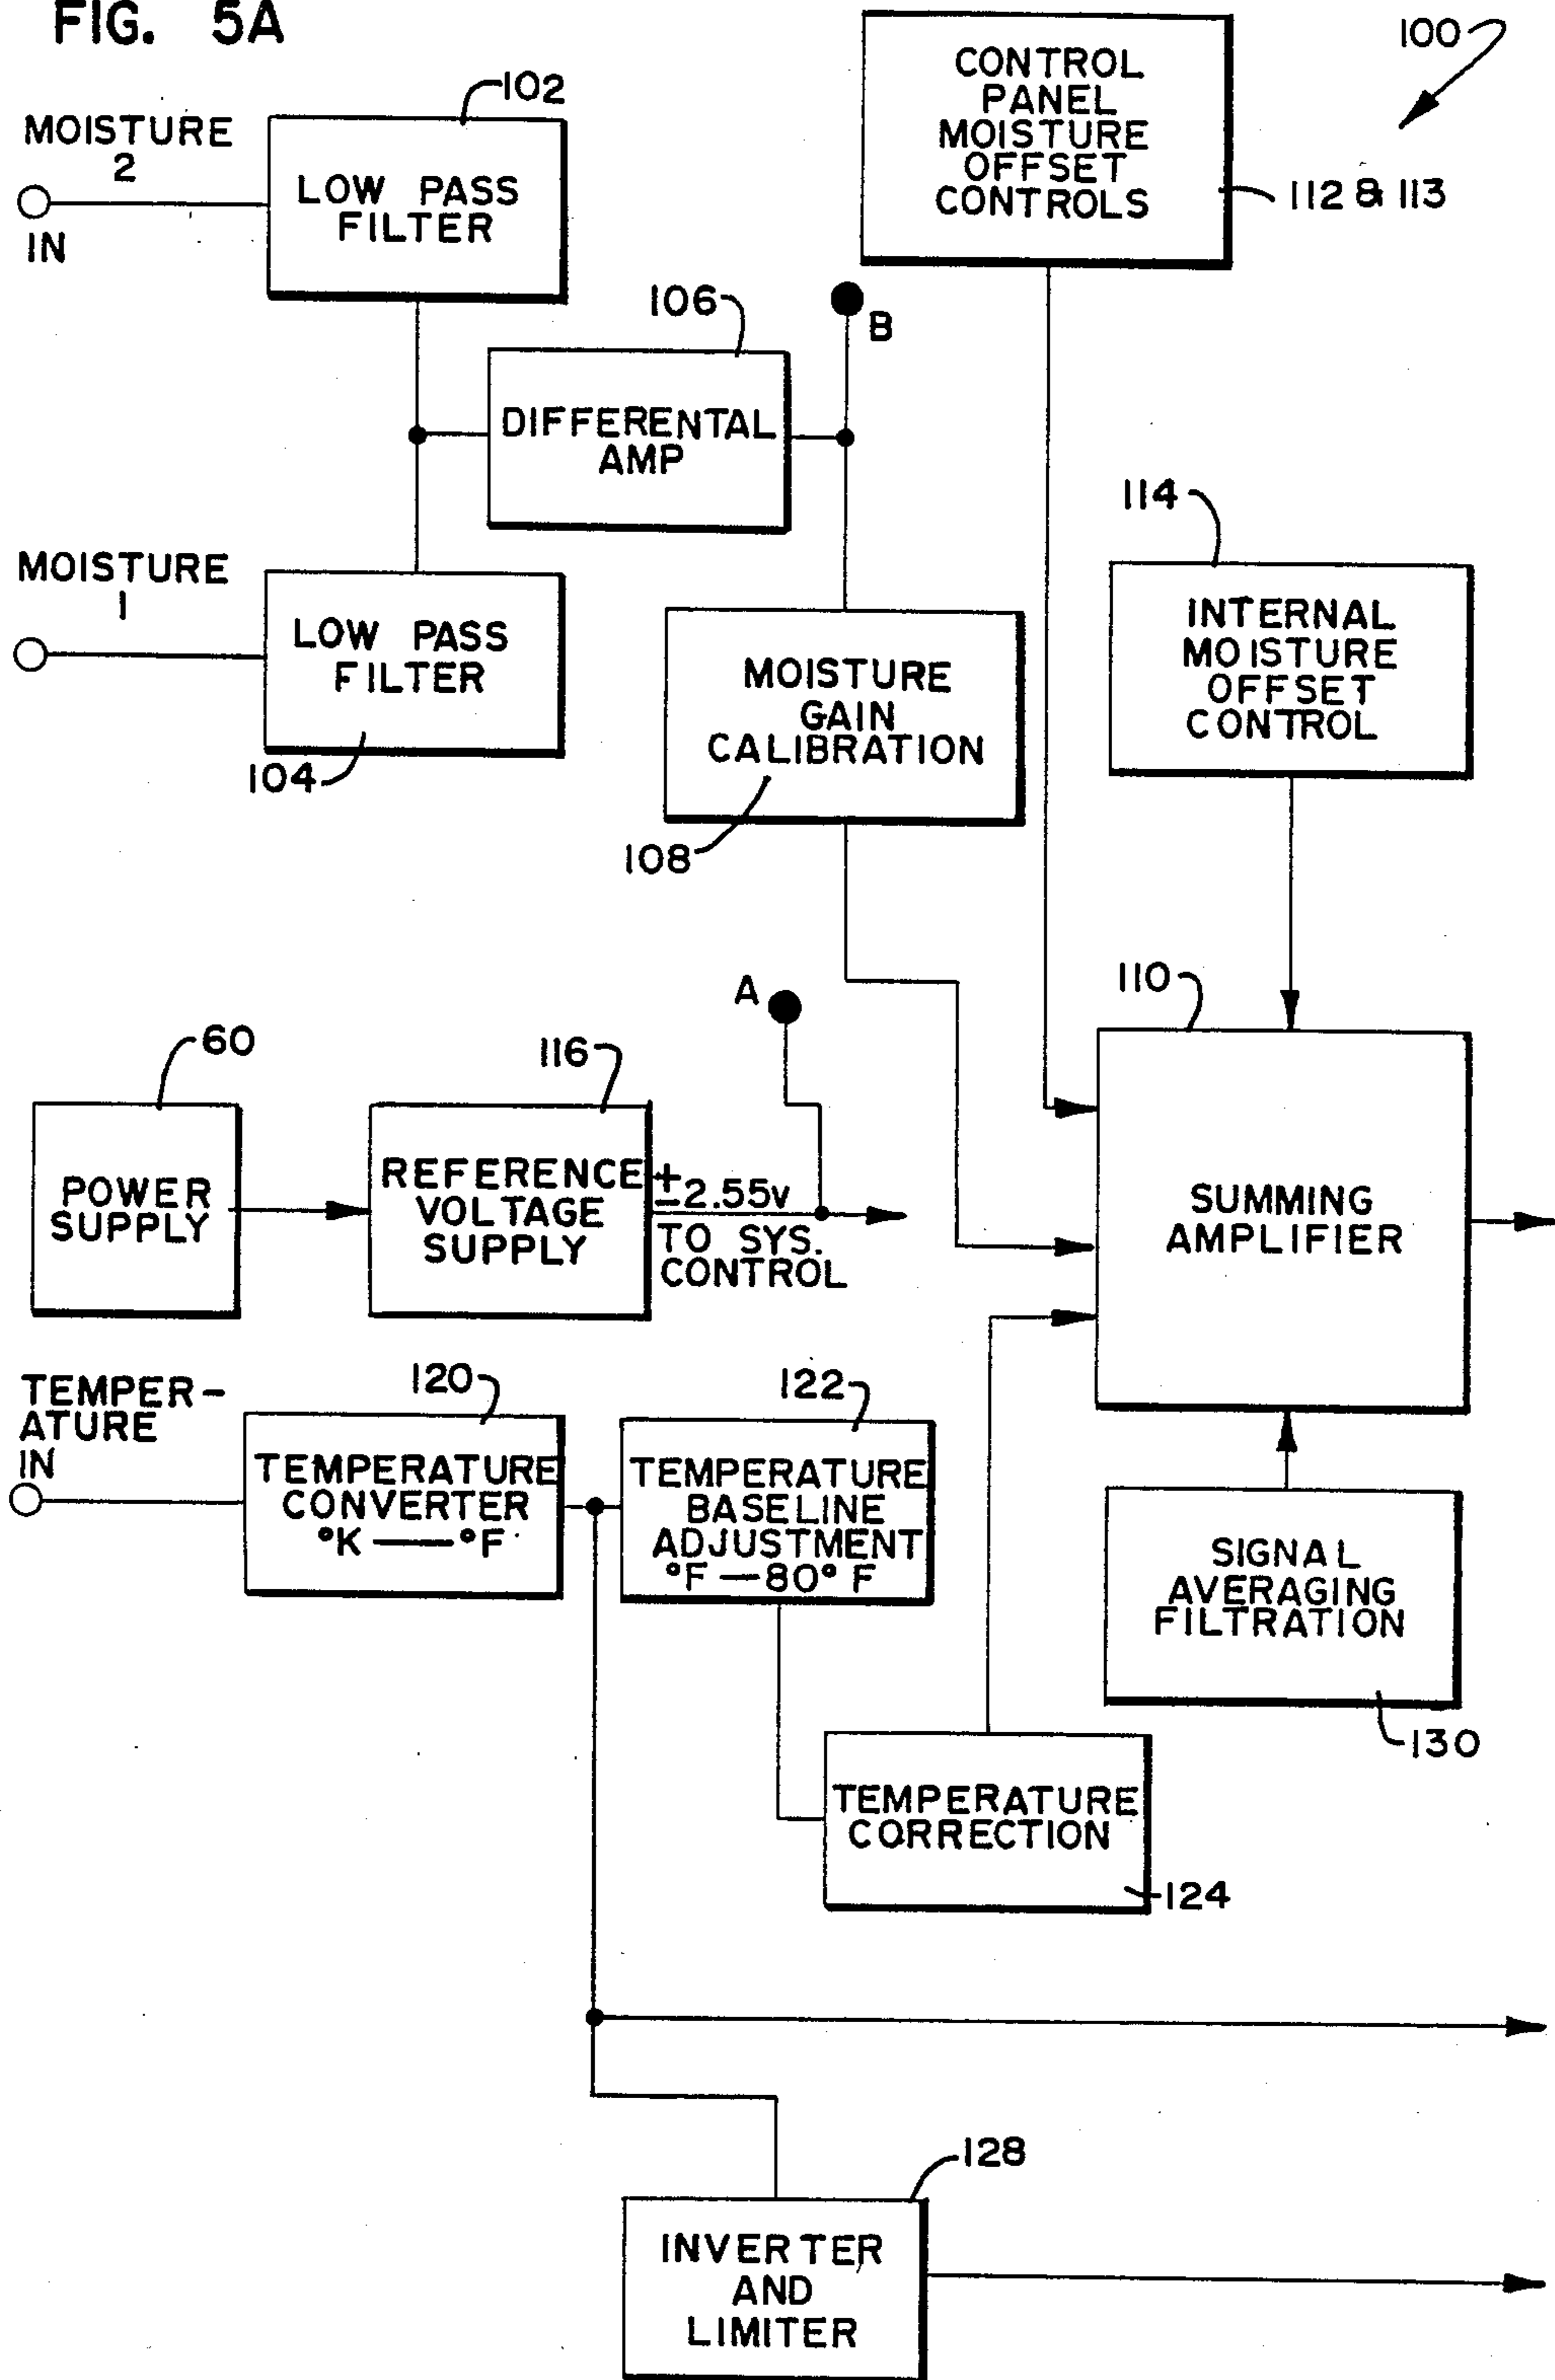 FIG. 5A
100
102
MOISTURE
2
IN
LOW PASS
FILTER
CONTROL
PANEL
MOISTURE
OFFSET
CONTROLS
112 & 113
106
B
DIFFERENTAL
AMP
114
MOISTURE
1
LOW PASS
FILTER
104
MOISTURE
GAIN
CALIBRATION
108
INTERNAL
MOISTURE
OFFSET
CONTROL
A
110
60
116
POWER
SUPPLY
REFERENCE
VOLTAGE
SUPPLY
±2.55v
TO SYS.
CONTROL
SUMMING
AMPLIFIER
TEMPER-
ATURE
IN
120
122
TEMPERATURE
CONVERTER
°K — °F
TEMPERATURE
BASELINE
ADJUSTMENT
°F — 80° F
SIGNAL
AVERAGING
FILTRATION
130
TEMPERATURE
CORRECTION
124
128
INVERTER
AND
LIMITER